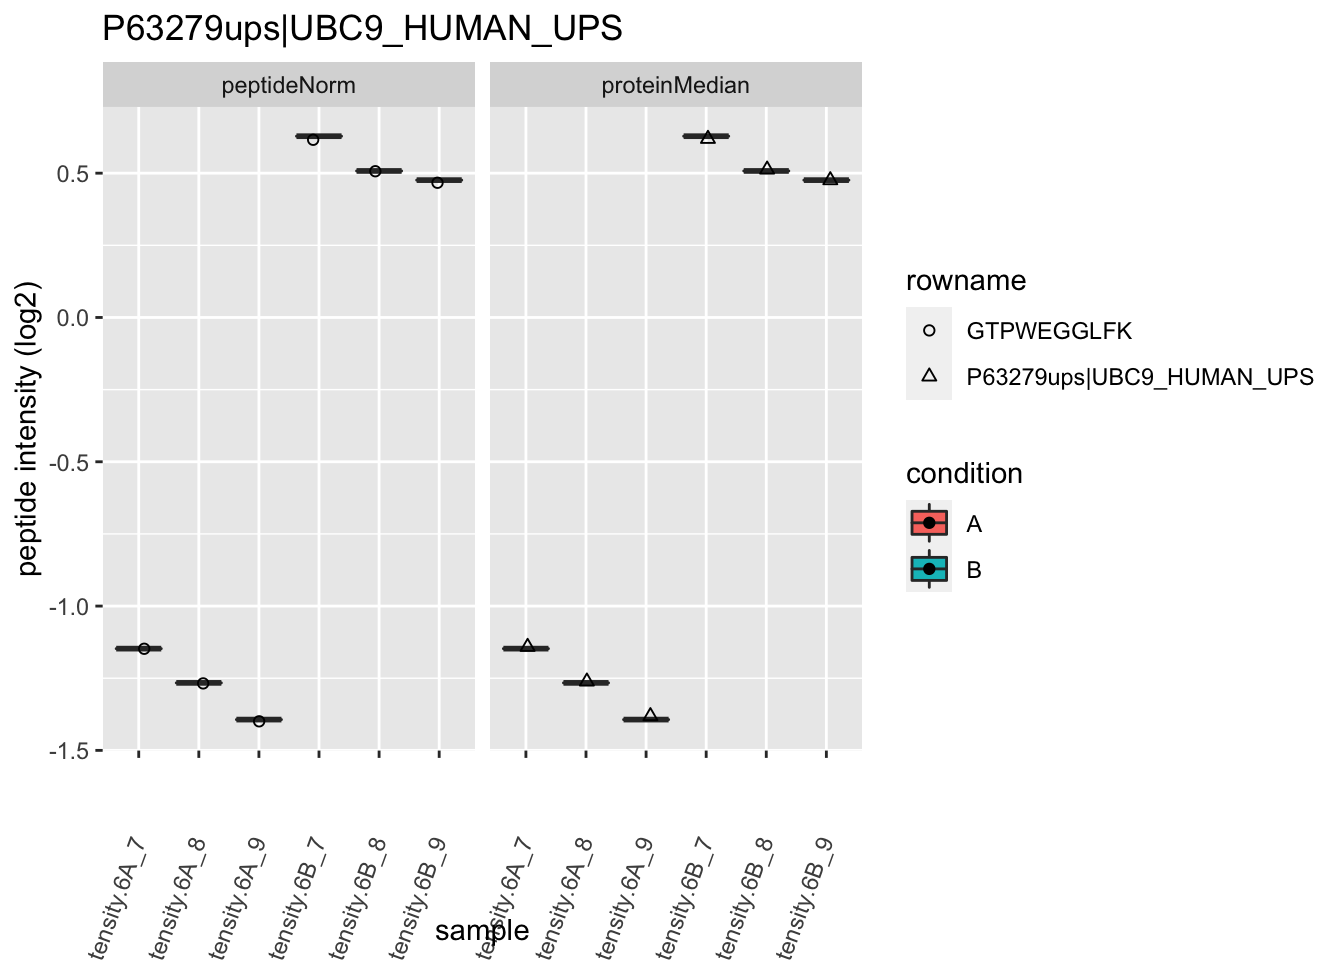 P63279ups|UBC9_HUMAN_UPS
peptideNorm
proteinMedian
peptide intensity (log2)
0.5
0.0
-0.5
-1.0
-1.5
tensity.6A_7
tensity.6A_8
tensity.6A_9
tensity.6B_7
tensity.6B_8
tensity.6B_9
tensity.6A_7
tensity.6A_8
tensity.6A_9
tensity.6B_7
tensity.6B_8
tensity.6B_9
sample
rowname
GTPWEGGLFK
P63279ups|UBC9_HUMAN_UPS
condition
A
B